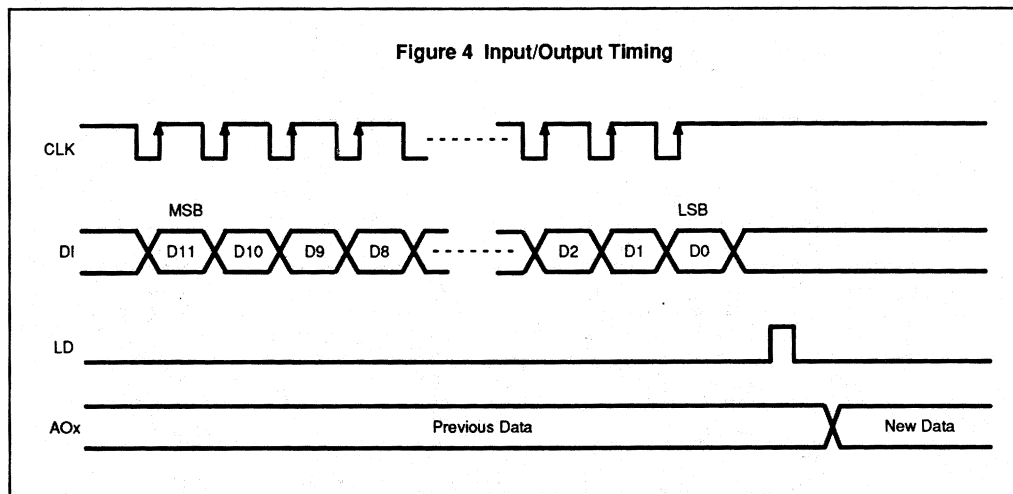 Figure 4 Input/Output Timing
CLK
MSB LSB
DI D11 D10 D9 D8 D2 D1 D0
LD
AOx Previous Data New Data